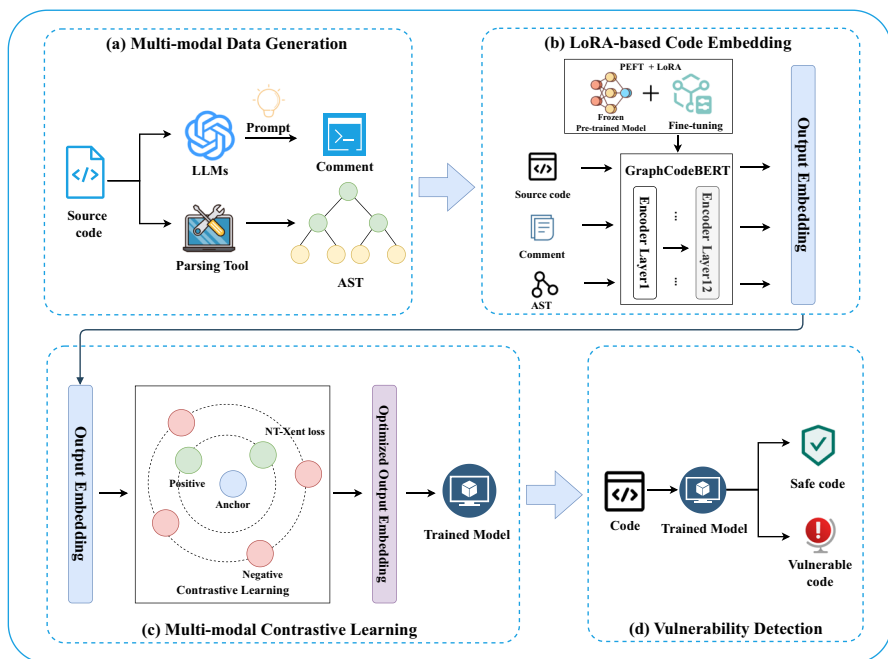 (a) Multi-modal Data Generation
Source
code
LLMs
Prompt
Comment
Parsing Tool
AST
(b) LoRA-based Code Embedding
PEFT + LoRA
Frozen
Pre-trained Model
Fine-tuning
Source code
Comment
AST
GraphCodeBERT
Encoder Layer1
...
...
Encoder Layer12
Output Embedding
Output Embedding
NT-Xent loss
Positive
Anchor
Negative
Contrastive Learning
Optimized Output Embedding
Trained Model
(c) Multi-modal Contrastive Learning
Code
Trained Model
Safe code
Vulnerable
code
(d) Vulnerability Detection